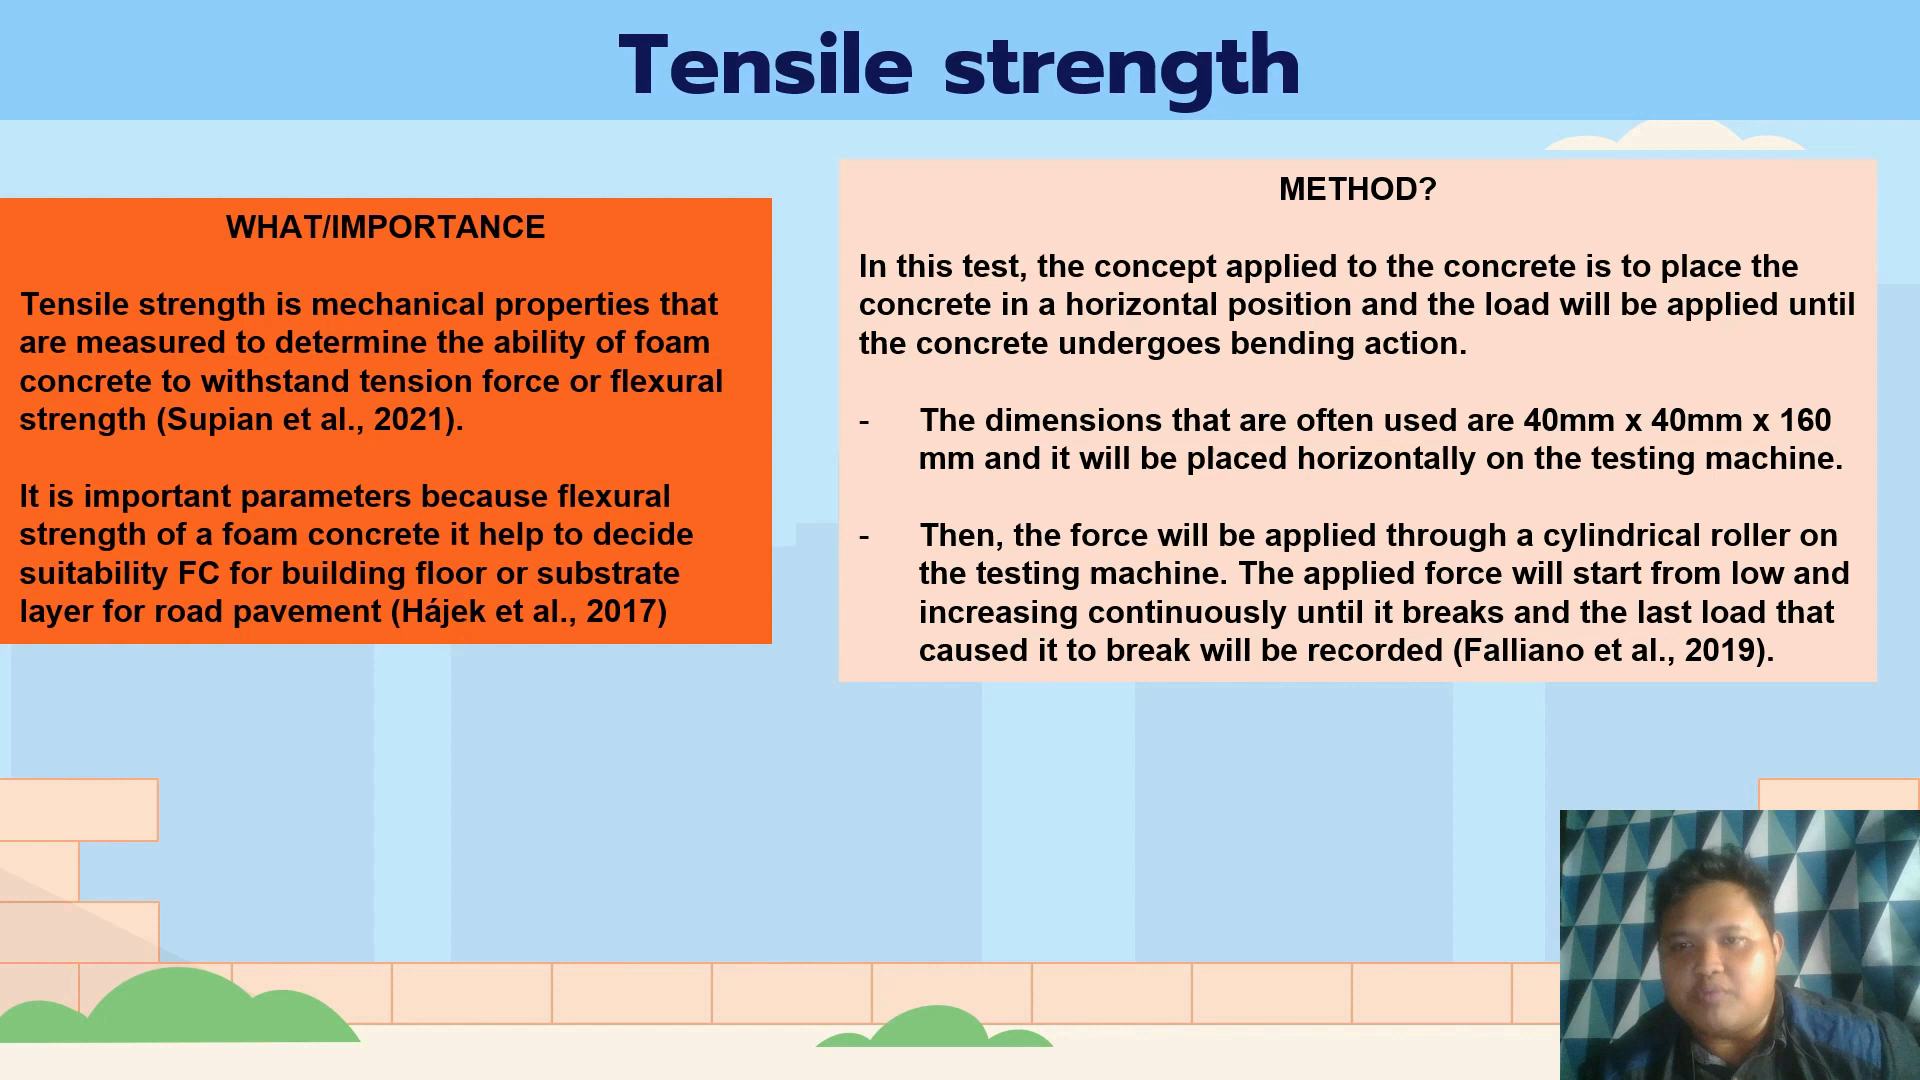 Tensile strength
WHAT/IMPORTANCE
Tensile strength is mechanical properties that
are measured to determine the ability of foam
concrete to withstand tension force or flexural
strength (Supian et al., 2021).
It is important parameters because flexural
strength of a foam concrete it help to decide
suitability FC for building floor or substrate
layer for road pavement (Hájek et al., 2017)
METHOD?
In this test, the concept applied to the concrete is to place the
concrete in a horizontal position and the load will be applied until
the concrete undergoes bending action.
- The dimensions that are often used are 40mm x 40mm x 160
mm and it will be placed horizontally on the testing machine.
- Then, the force will be applied through a cylindrical roller on
the testing machine. The applied force will start from low and
increasing continuously until it breaks and the last load that
caused it to break will be recorded (Falliano et al., 2019).